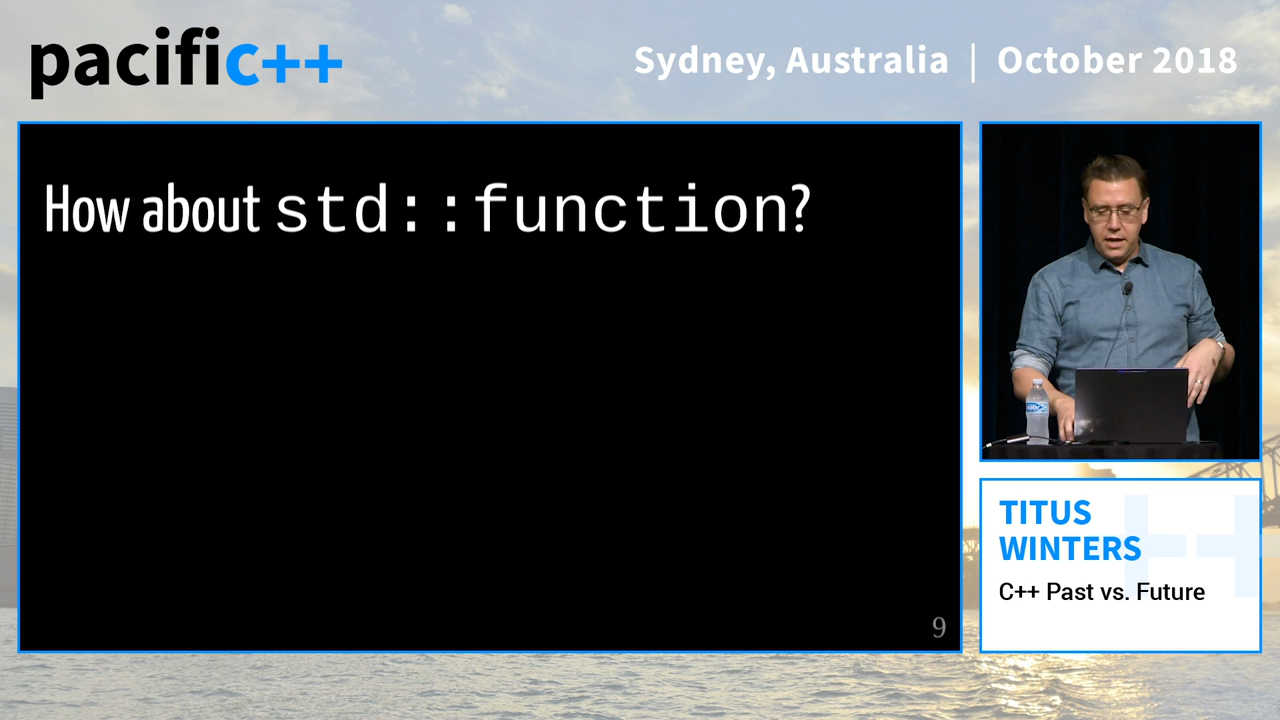 pacific++
Sydney, Australia | October 2018
How about std::function?
9
TITUS
WINTERS
C++ Past vs. Future